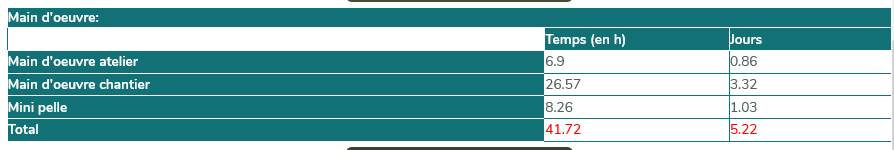 Main d'oeuvre:
Temps (en h) Jours
Main d'oeuvre atelier 6.9 0.86
Main d'oeuvre chantier 26.57 3.32
Mini pelle 8.26 1.03
Total 41.72 5.22